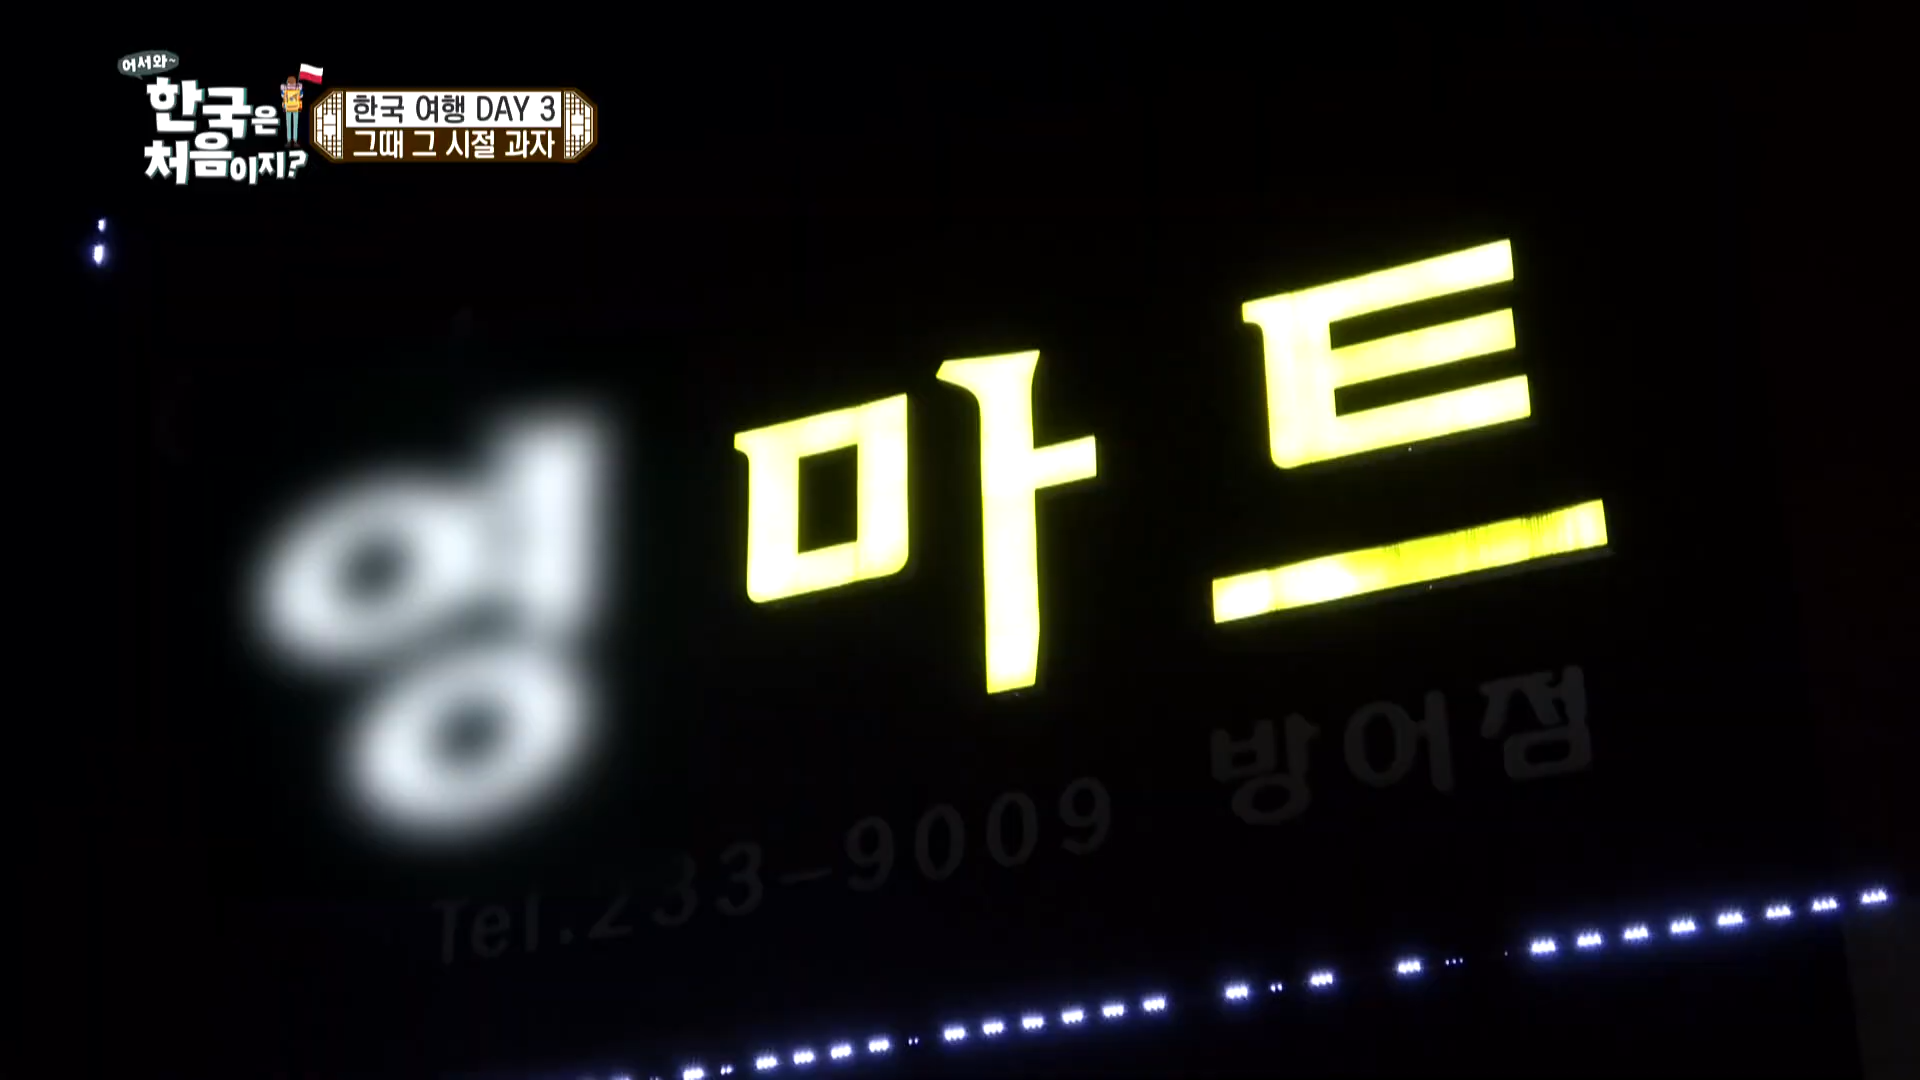 어서와~
한국은
처음이지?
한국 여행 DAY 3
그때 그 시절 과자
마트
방어점
Tel.233-9009